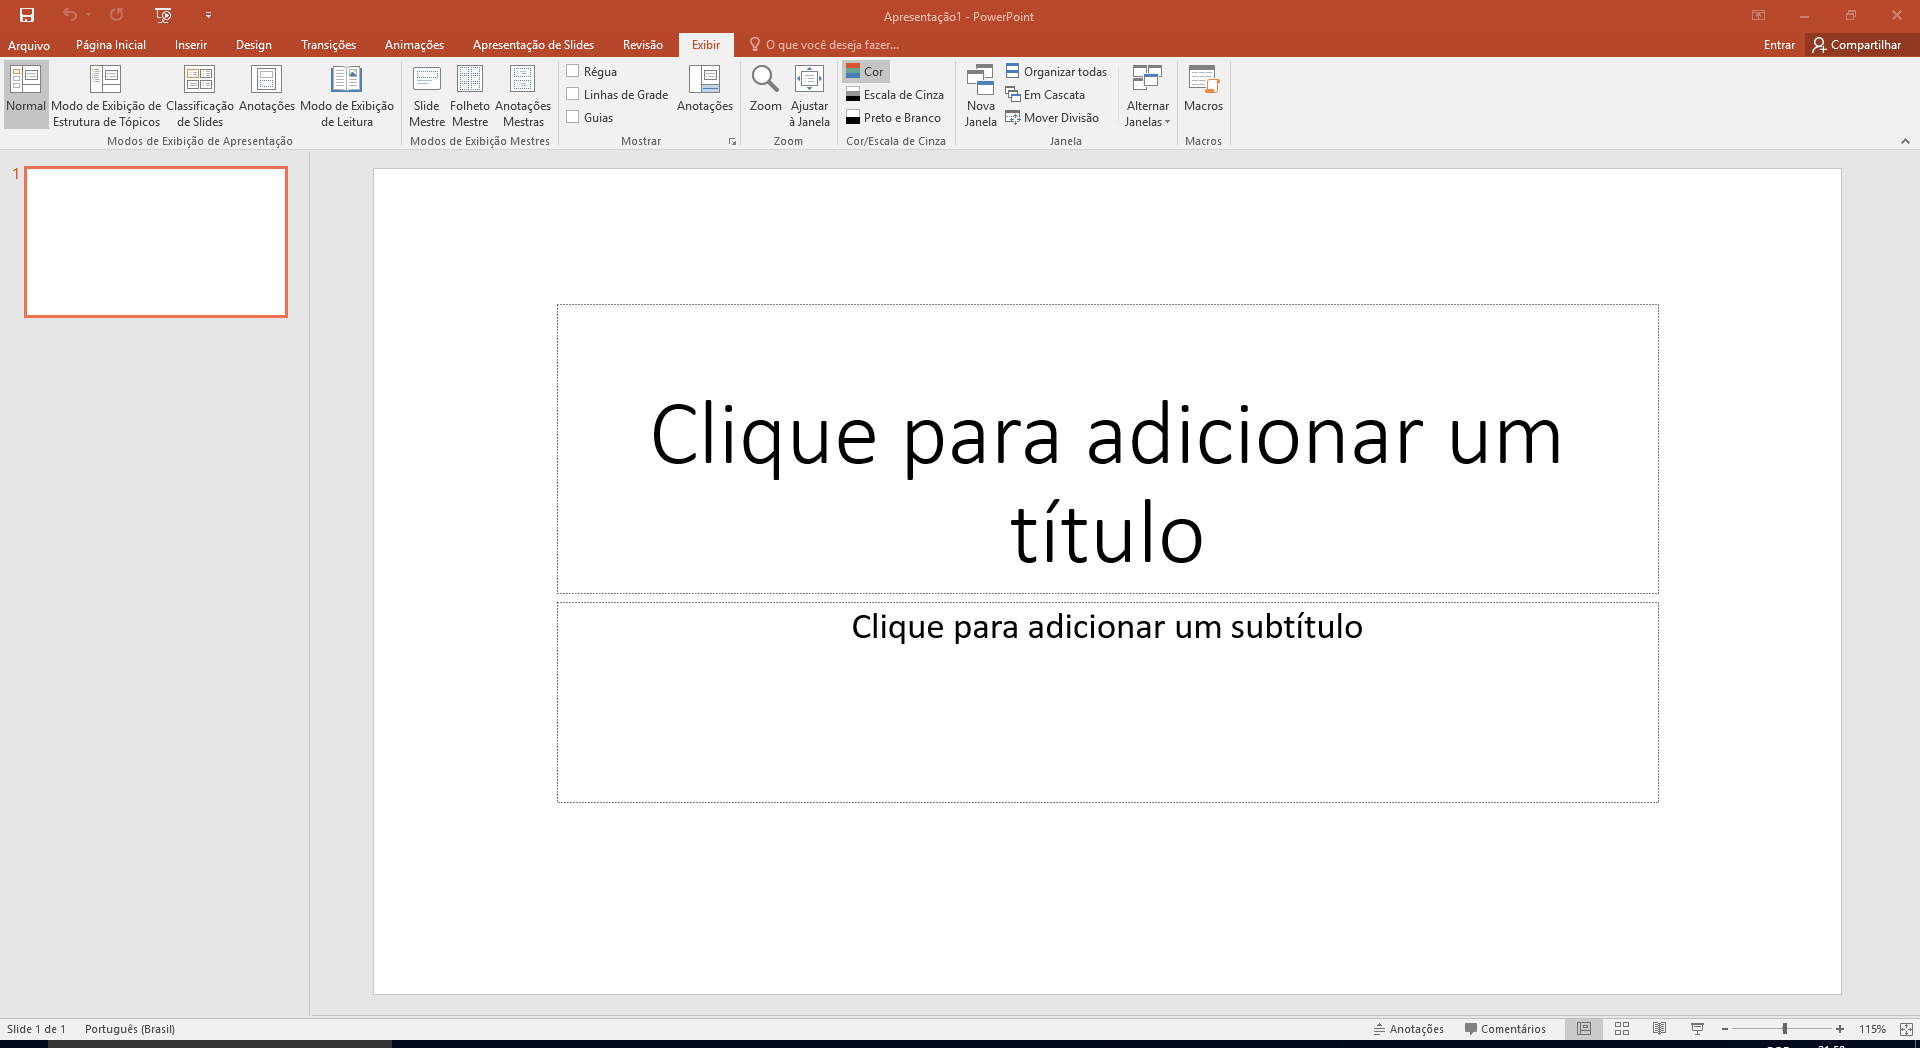 Apresentação1 - PowerPoint
Arquivo Página Inicial Inserir Design Transições Animações Apresentação de Slides Revisão Exibir O que você deseja fazer... Entrar Compartilhar
Normal
Modo de Exibição de
Estrutura de Tópicos
Classificação
de Slides
Anotações
Modo de Exibição
de Leitura
Modos de Exibição de Apresentação
Slide
Mestre
Folheto
Mestre
Anotações
Mestras
Modos de Exibição Mestres
Régua
Linhas de Grade
Guias
Anotações
Mostrar
Zoom
Ajustar
à Janela
Zoom
Cor
Escala de Cinza
Preto e Branco
Cor/Escala de Cinza
Nova
Janela
Organizar todas
Em Cascata
Mover Divisão
Alternar
Janelas
Janela
Macros
Macros
1
Clique para adicionar um
título
Clique para adicionar um subtítulo
Slide 1 de 1 Português (Brasil) Anotações Comentários 115%